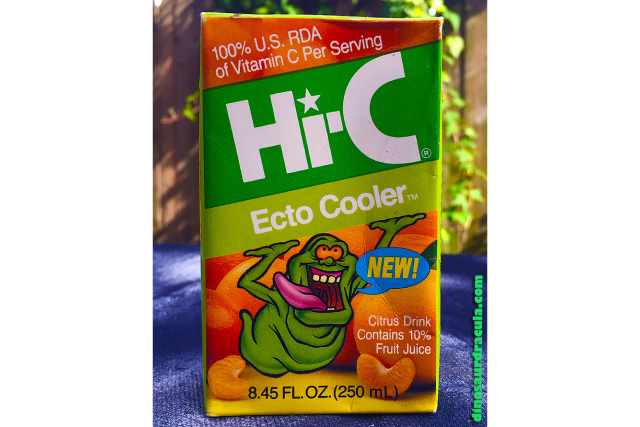 100% U.S. RDA
of Vitamin C Per Serving
Hi-C®
Ecto Cooler™
NEW!
Citrus Drink
Contains 10%
Fruit Juice
8.45 FL.OZ.(250 mL)
dinosaurdracula.com